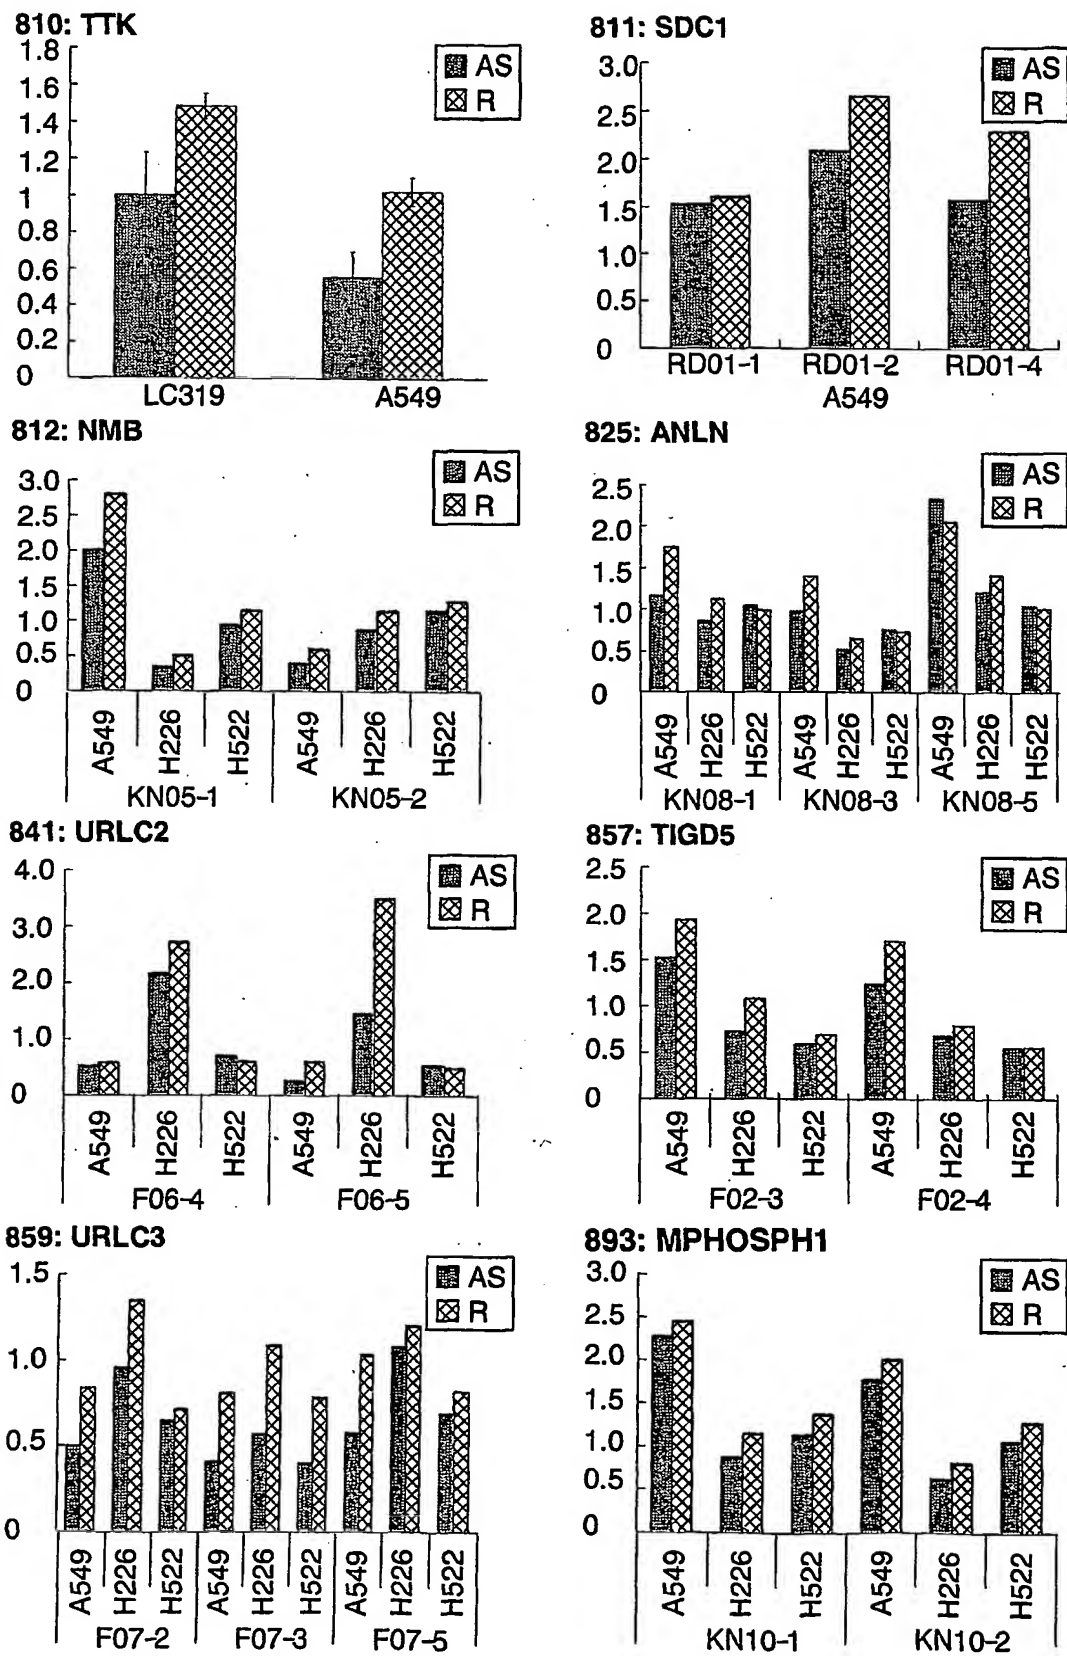 810: TTK
1.8
1.6
1.4
1.2
1
0.8
0.6
0.4
0.2
0
AS
R
LC319 A549
811: SDC1
3.0
2.5
2.0
1.5
1.0
0.5
0
AS
R
RD01-1 RD01-2 RD01-4
A549
812: NMB
3.0
2.5
2.0
1.5
1.0
0.5
0
AS
R
A549 H226 H522 A549 H226 H522
KN05-1 KN05-2
825: ANLN
2.5
2.0
1.5
1.0
0.5
0
AS
R
A549 H226 H522 A549 H226 H522 A549 H226 H522
KN08-1 KN08-3 KN08-5
841: URLC2
4.0
3.0
2.0
1.0
0
AS
R
A549 H226 H522 A549 H226 H522
F06-4 F06-5
857: TIGD5
2.5
2.0
1.5
1.0
0.5
0
AS
R
A549 H226 H522 A549 H226 H522
F02-3 F02-4
859: URLC3
1.5
1.0
0.5
0
AS
R
A549 H226 H522 A549 H226 H522 A549 H226 H522
F07-2 F07-3 F07-5
893: MPHOSPH1
3.0
2.5
2.0
1.5
1.0
0.5
0
AS
R
A549 H226 H522 A549 H226 H522
KN10-1 KN10-2